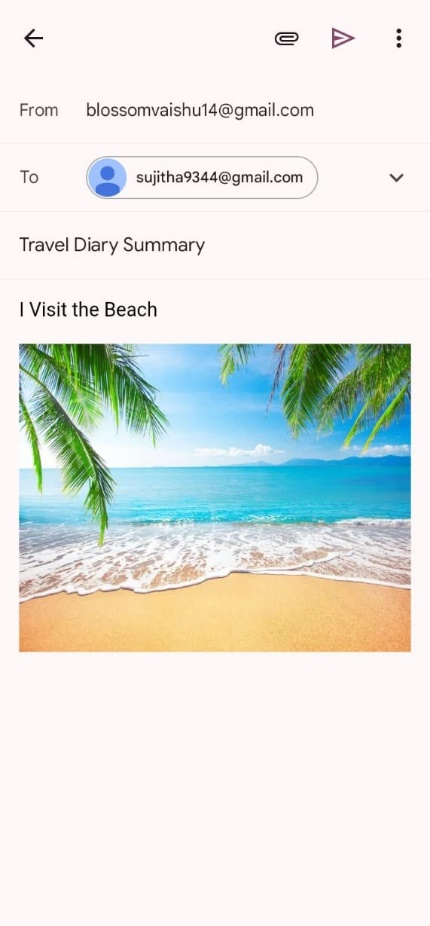 From blossomvaishu14@gmail.com
To sujitha9344@gmail.com
Travel Diary Summary
I Visit the Beach